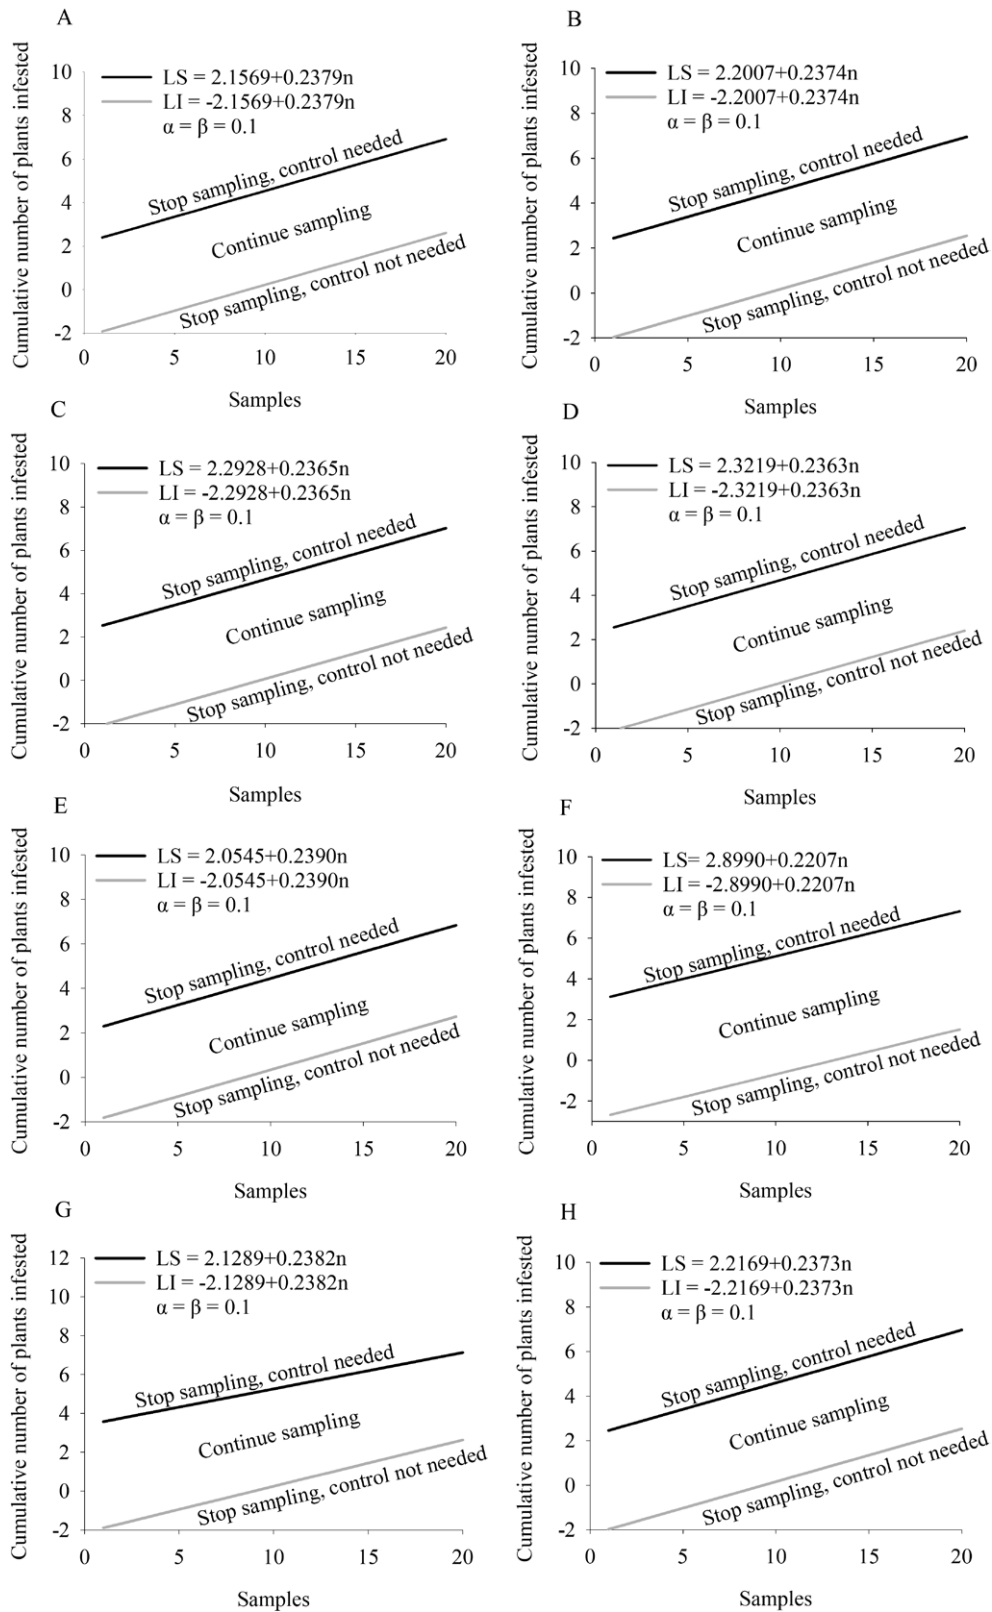 A
Cumulative number of plants infested
10
8
6
4
2
0
-2
LS = 2.1569+0.2379n
LI = -2.1569+0.2379n
α = β = 0.1
Stop sampling, control needed
Continue sampling
Stop sampling, control not needed
0 5 10 15 20
Samples
B
Cumulative number of plants infested
10
8
6
4
2
0
-2
LS = 2.2007+0.2374n
LI = -2.2007+0.2374n
α = β = 0.1
Stop sampling, control needed
Continue sampling
Stop sampling, control not needed
0 5 10 15 20
Samples
C
Cumulative number of plants infested
10
8
6
4
2
0
-2
LS = 2.2928+0.2365n
LI = -2.2928+0.2365n
α = β = 0.1
Stop sampling, control needed
Continue sampling
Stop sampling, control not needed
0 5 10 15 20
Samples
D
Cumulative number of plants infested
10
8
6
4
2
0
-2
LS = 2.3219+0.2363n
LI = -2.3219+0.2363n
α = β = 0.1
Stop sampling, control needed
Continue sampling
Stop sampling, control not needed
0 5 10 15 20
Samples
E
Cumulative number of plants infested
10
8
6
4
2
0
-2
LS = 2.0545+0.2390n
LI = -2.0545+0.2390n
α = β = 0.1
Stop sampling, control needed
Continue sampling
Stop sampling, control not needed
0 5 10 15 20
Samples
F
Cumulative number of plants infested
10
8
6
4
2
0
-2
LS= 2.8990+0.2207n
LI = -2.8990+0.2207n
α = β = 0.1
Stop sampling, control needed
Continue sampling
Stop sampling, control not needed
0 5 10 15 20
Samples
G
Cumulative number of plants infested
12
10
8
6
4
2
0
-2
LS = 2.1289+0.2382n
LI = -2.1289+0.2382n
α = β = 0.1
Stop sampling, control needed
Continue sampling
Stop sampling, control not needed
0 5 10 15 20
Samples
H
Cumulative number of plants infested
10
8
6
4
2
0
-2
LS = 2.2169+0.2373n
LI = -2.2169+0.2373n
α = β = 0.1
Stop sampling, control needed
Continue sampling
Stop sampling, control not needed
0 5 10 15 20
Samples